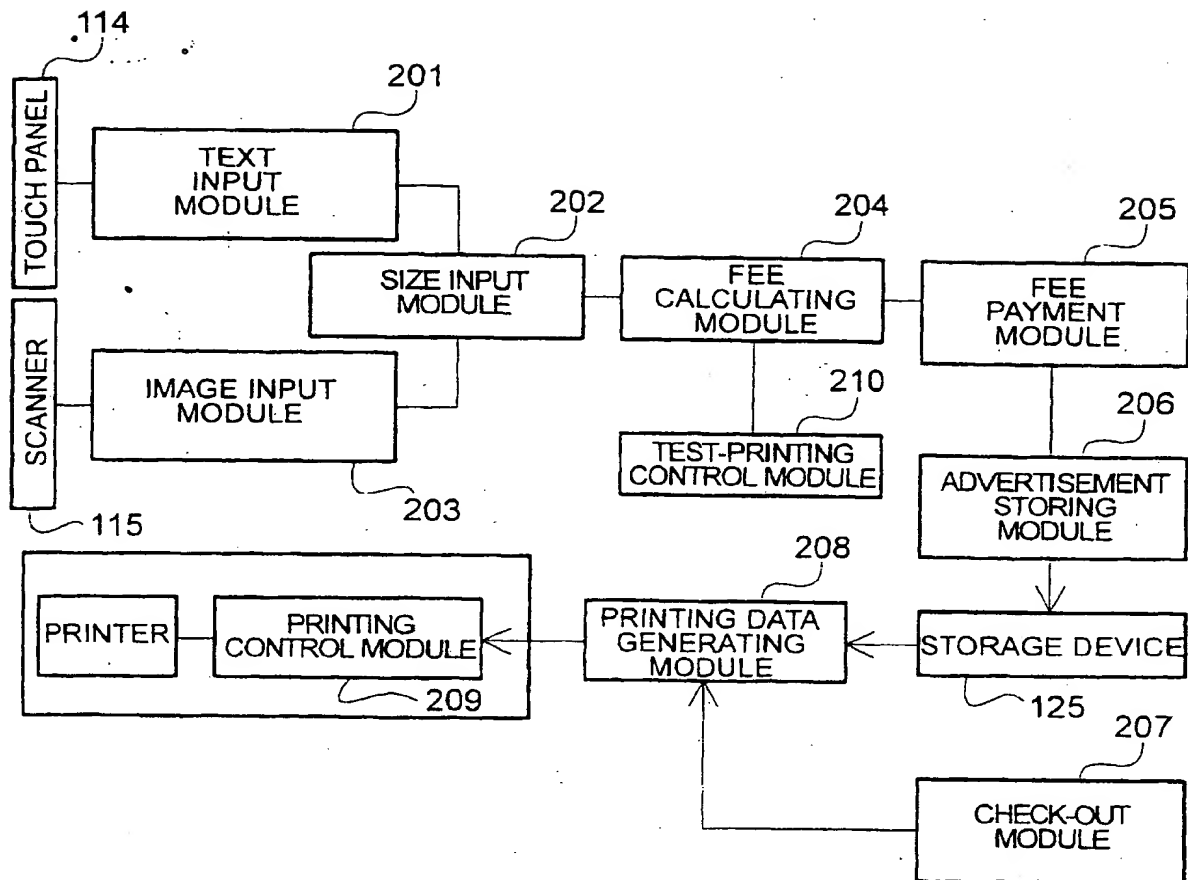 114
201
TOUCH PANEL
TEXT
INPUT
MODULE
202
204
205
SIZE INPUT
MODULE
FEE
CALCULATING
MODULE
FEE
PAYMENT
MODULE
SCANNER
IMAGE INPUT
MODULE
210
206
TEST-PRINTING
CONTROL MODULE
203
115
ADVERTISEMENT
STORING
MODULE
208
PRINTER
PRINTING
CONTROL MODULE
PRINTING DATA
GENERATING
MODULE
STORAGE DEVICE
209
125
207
CHECK-OUT
MODULE